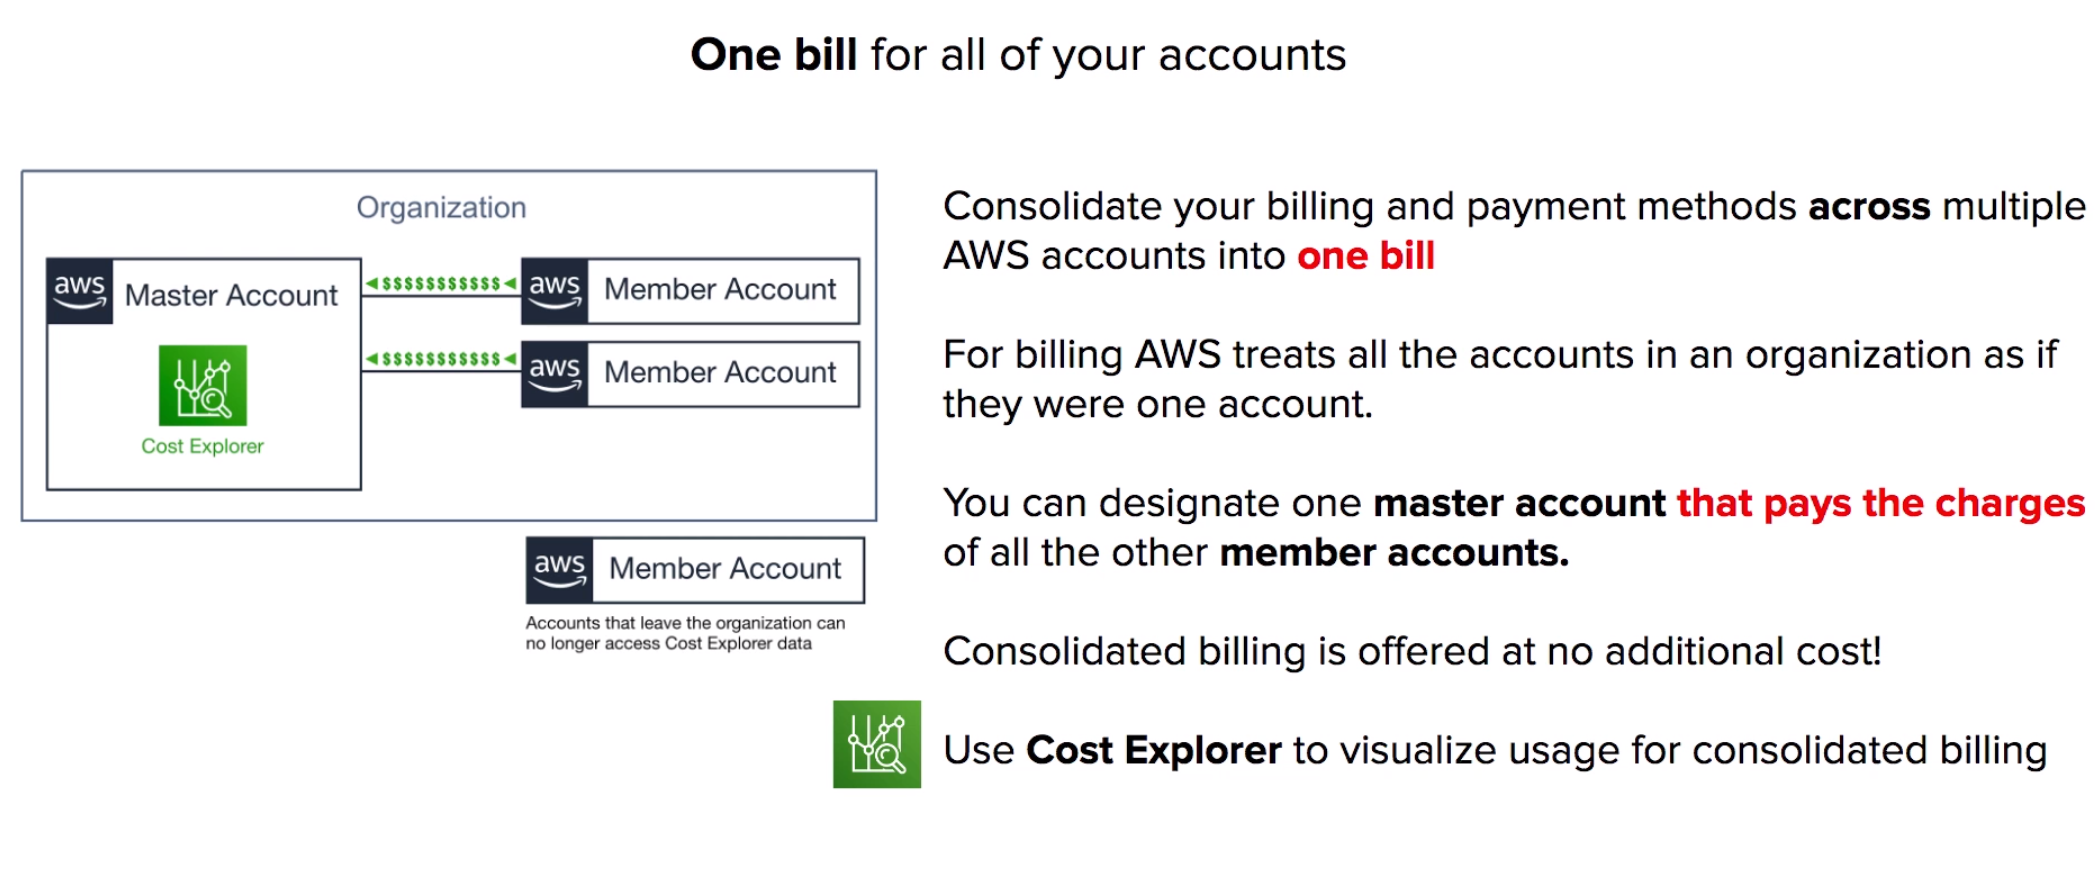 One bill for all of your accounts
Organization
aws Master Account
$$$$$$$$$$$
aws Member Account
$$$$$$$$$$$
aws Member Account
Cost Explorer
aws Member Account
Accounts that leave the organization can
no longer access Cost Explorer data
Consolidate your billing and payment methods across multiple
AWS accounts into one bill
For billing AWS treats all the accounts in an organization as if
they were one account.
You can designate one master account that pays the charges
of all the other member accounts.
Consolidated billing is offered at no additional cost!
Use Cost Explorer to visualize usage for consolidated billing